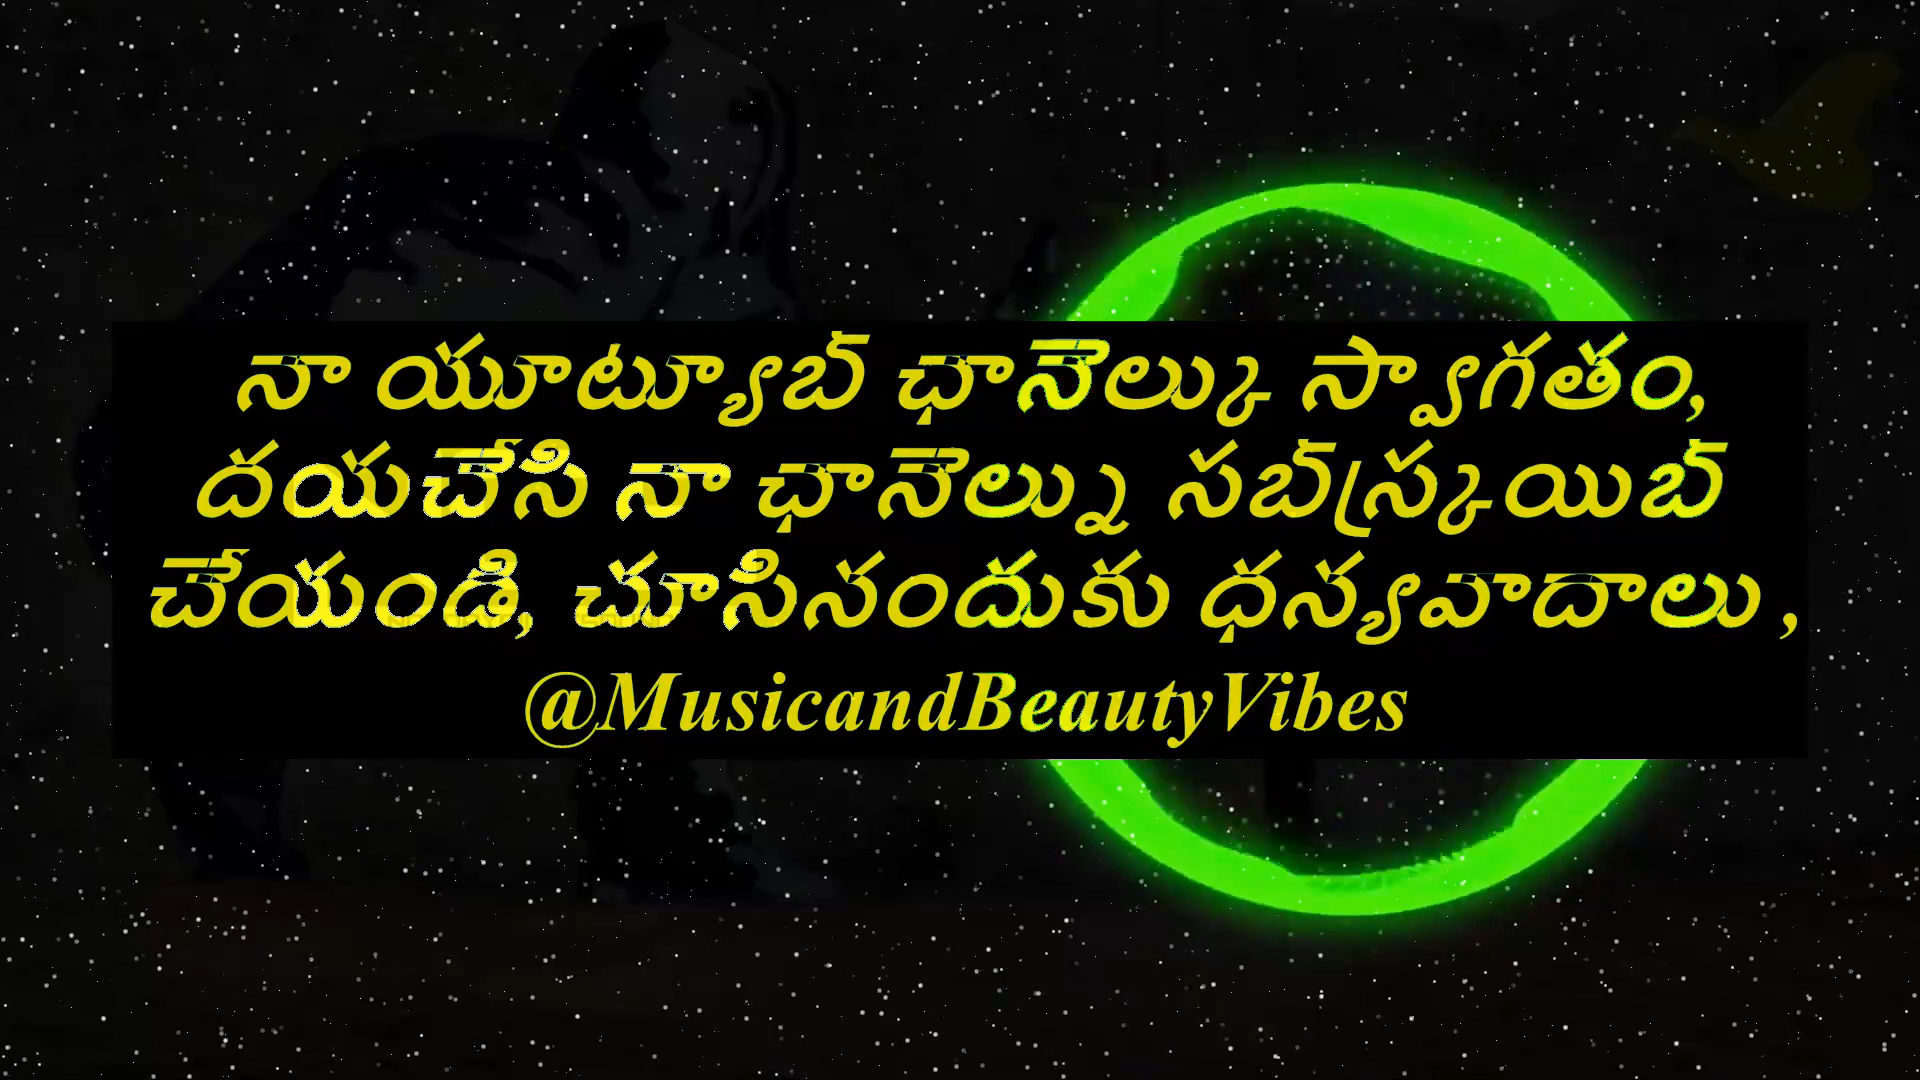 నా యూట్యూబ్ ఛానెల్కు స్వాగతం,
దయచేసి నా ఛానెల్ను సబ్‌స్క్రయిబ్
చేయండి, చూసినందుకు ధన్యవాదాలు ,
@MusicandBeautyVibes